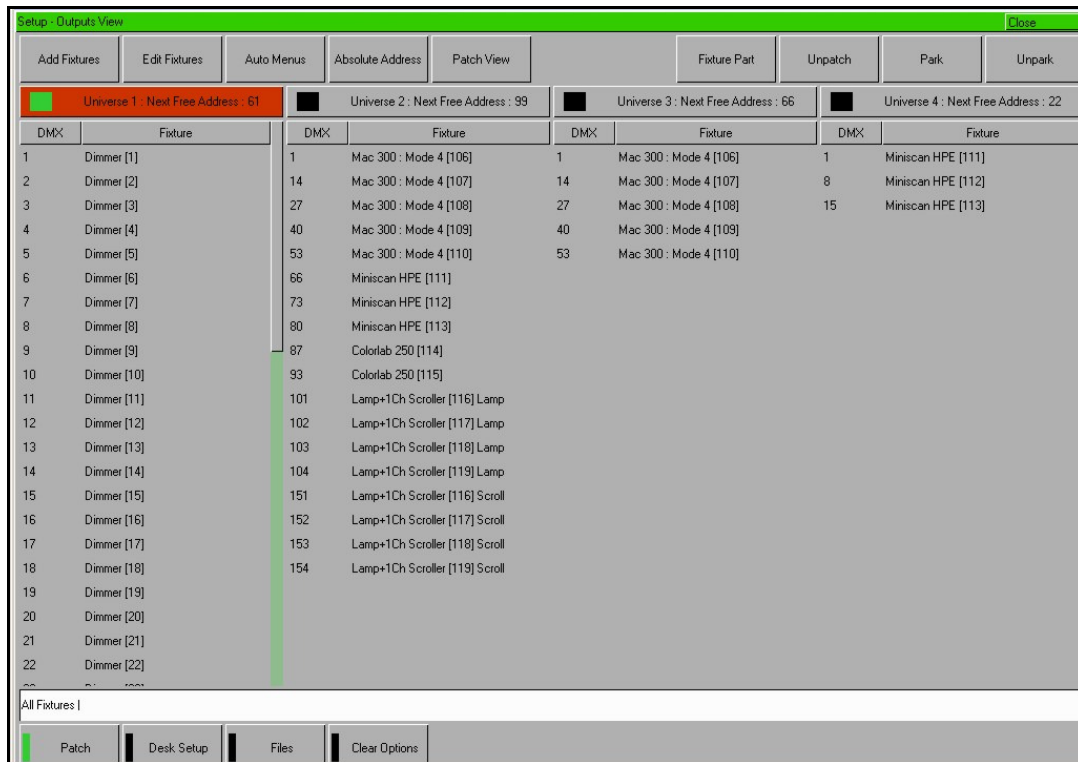 Setup - Outputs View Close
Add Fixtures Edit Fixtures Auto Menus Absolute Address Patch View Fixture Part Unpatch Park Unpark
Universe 1 : Next Free Address : 61 Universe 2 : Next Free Address : 99 Universe 3 : Next Free Address : 66 Universe 4 : Next Free Address : 22
DMX Fixture DMX Fixture DMX Fixture DMX Fixture
1 Dimmer [1] 1 Mac 300 : Mode 4 [106] 1 Mac 300 : Mode 4 [106] 1 Miniscan HPE [111]
2 Dimmer [2] 14 Mac 300 : Mode 4 [107] 14 Mac 300 : Mode 4 [107] 8 Miniscan HPE [112]
3 Dimmer [3] 27 Mac 300 : Mode 4 [108] 27 Mac 300 : Mode 4 [108] 15 Miniscan HPE [113]
4 Dimmer [4] 40 Mac 300 : Mode 4 [109] 40 Mac 300 : Mode 4 [109]
5 Dimmer [5] 53 Mac 300 : Mode 4 [110] 53 Mac 300 : Mode 4 [110]
6 Dimmer [6] 66 Miniscan HPE [111]
7 Dimmer [7] 73 Miniscan HPE [112]
8 Dimmer [8] 80 Miniscan HPE [113]
9 Dimmer [9] 87 Colorlab 250 [114]
10 Dimmer [10] 93 Colorlab 250 [115]
11 Dimmer [11] 101 Lamp+1Ch Scroller [116] Lamp
12 Dimmer [12] 102 Lamp+1Ch Scroller [117] Lamp
13 Dimmer [13] 103 Lamp+1Ch Scroller [118] Lamp
14 Dimmer [14] 104 Lamp+1Ch Scroller [119] Lamp
15 Dimmer [15] 151 Lamp+1Ch Scroller [116] Scroll
16 Dimmer [16] 152 Lamp+1Ch Scroller [117] Scroll
17 Dimmer [17] 153 Lamp+1Ch Scroller [118] Scroll
18 Dimmer [18] 154 Lamp+1Ch Scroller [119] Scroll
19 Dimmer [19]
20 Dimmer [20]
21 Dimmer [21]
22 Dimmer [22]
All Fixtures |
Patch Desk Setup Files Clear Options